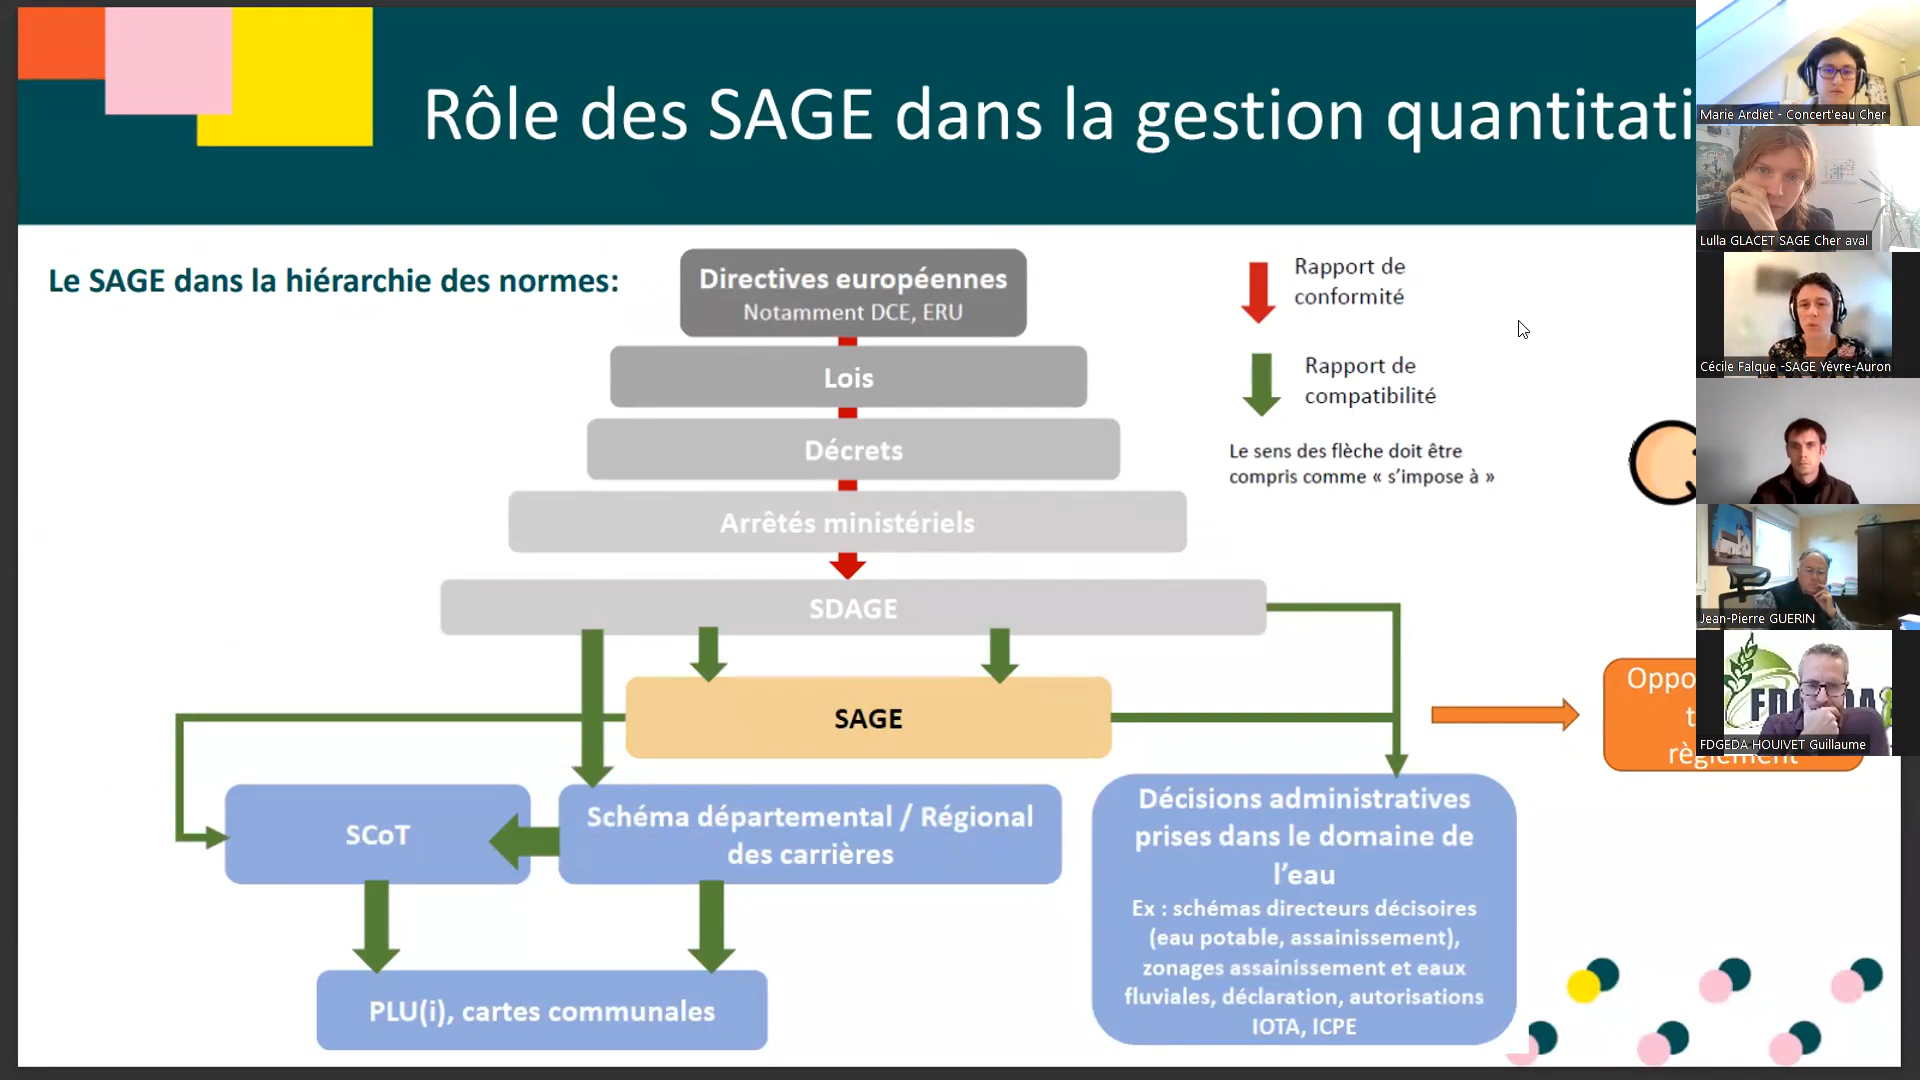 Rôle des SAGE dans la gestion quantitati
Le SAGE dans la hiérarchie des normes:
Directives européennes
Notamment DCE, ERU
Lois
Décrets
Arrêtés ministériels
SDAGE
SAGE
SCoT
Schéma départemental / Régional
des carrières
PLU(i), cartes communales
Rapport de
conformité
Rapport de
compatibilité
Le sens des flèche doit être
compris comme « s’impose à »
Décisions administratives
prises dans le domaine de
l’eau
Ex : schémas directeurs décisoires
(eau potable, assainissement),
zonages assainissement et eaux
fluviales, déclaration, autorisations
IOTA, ICPE
Oppo
t
règlement
Marie Ardiet - Concert'eau Cher
Lulla GLACET SAGE Cher aval
Cécile Falque -SAGE Yèvre-Auron
Jean-Pierre GUERIN
FDGEDA HOUIVET Guillaume